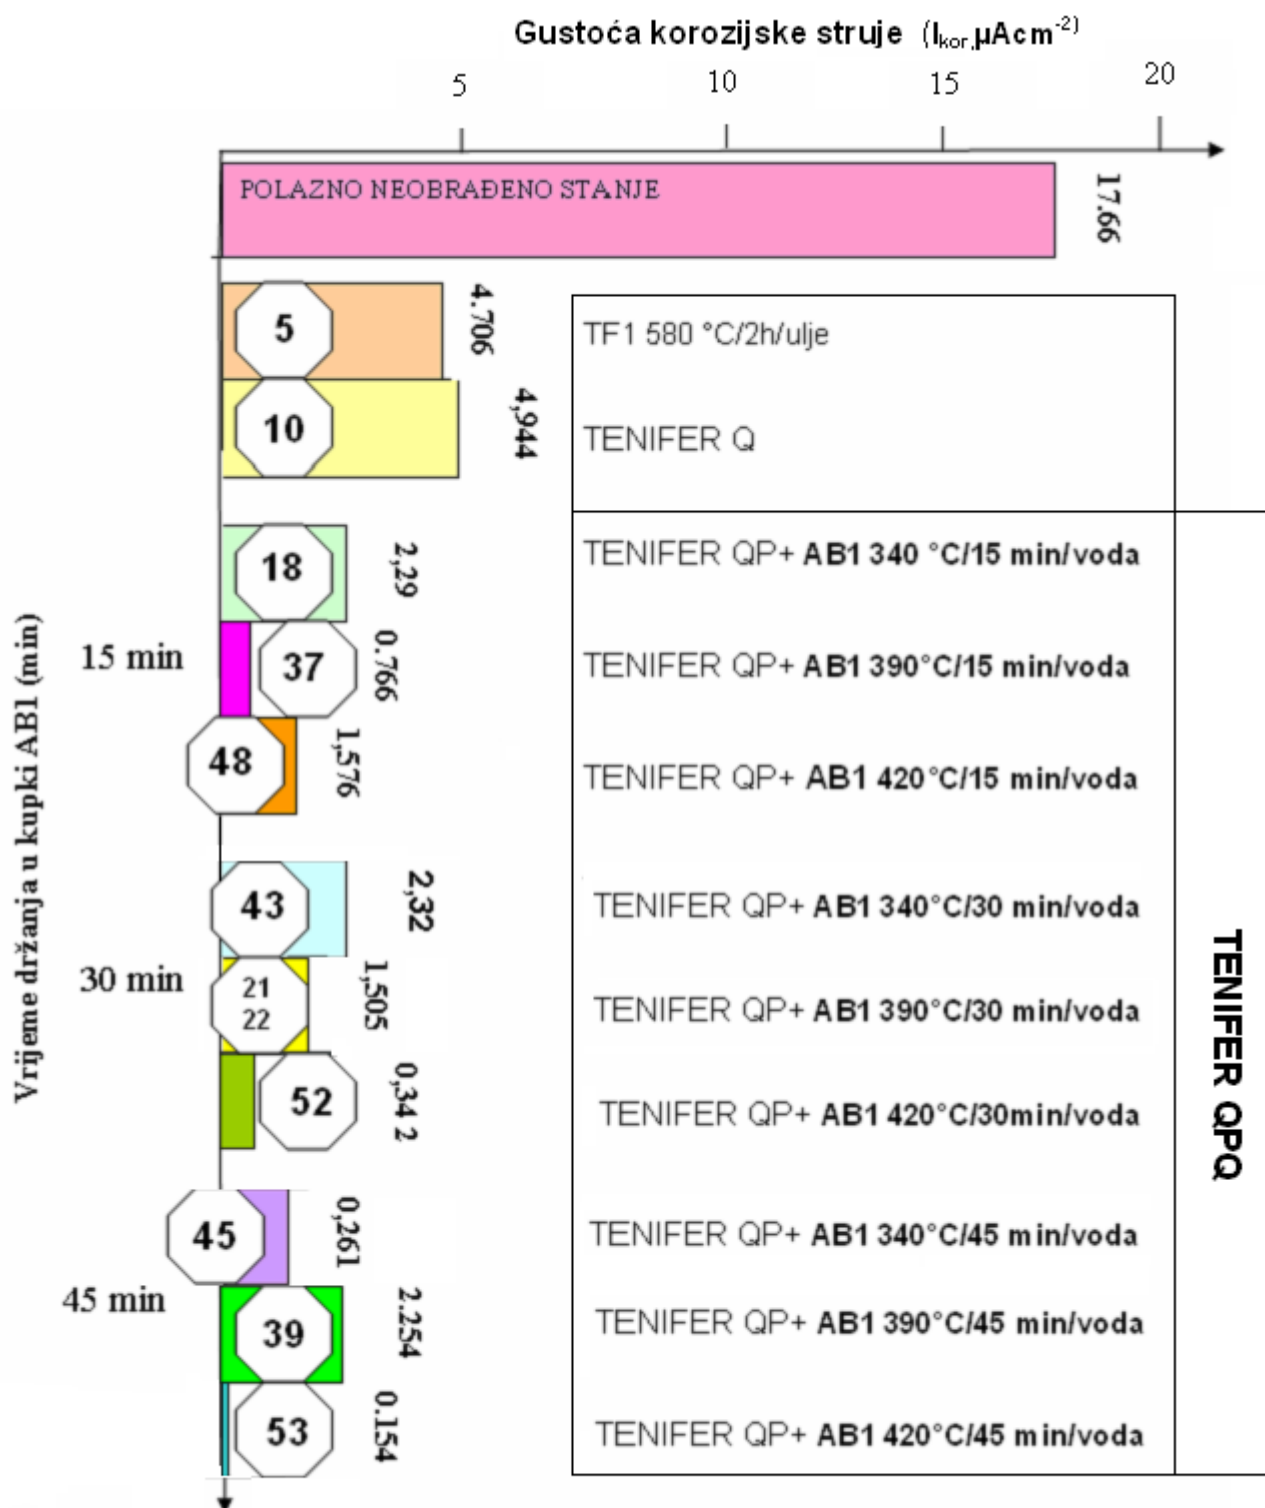 Gustoća korozijske struje (Ikor,µAcm-2)
5 10 15 20
POLAZNO NEOBRAĐENO STANJE
17.66
5
4.706
TF1 580 °C/2h/ulje
10
4,944
TENIFER Q
Vrijeme držanja u kupki AB1 (min)
15 min
18
2,29
TENIFER QP+ AB1 340 °C/15 min/voda
37
0.766
TENIFER QP+ AB1 390°C/15 min/voda
48
1,576
TENIFER QP+ AB1 420°C/15 min/voda
30 min
43
2,32
TENIFER QP+ AB1 340°C/30 min/voda
21
22
1,505
TENIFER QP+ AB1 390°C/30 min/voda
52
0,34 2
TENIFER QP+ AB1 420°C/30min/voda
45 min
45
0,261
TENIFER QP+ AB1 340°C/45 min/voda
39
2.254
TENIFER QP+ AB1 390°C/45 min/voda
53
0.154
TENIFER QP+ AB1 420°C/45 min/voda
TENIFER QPQ